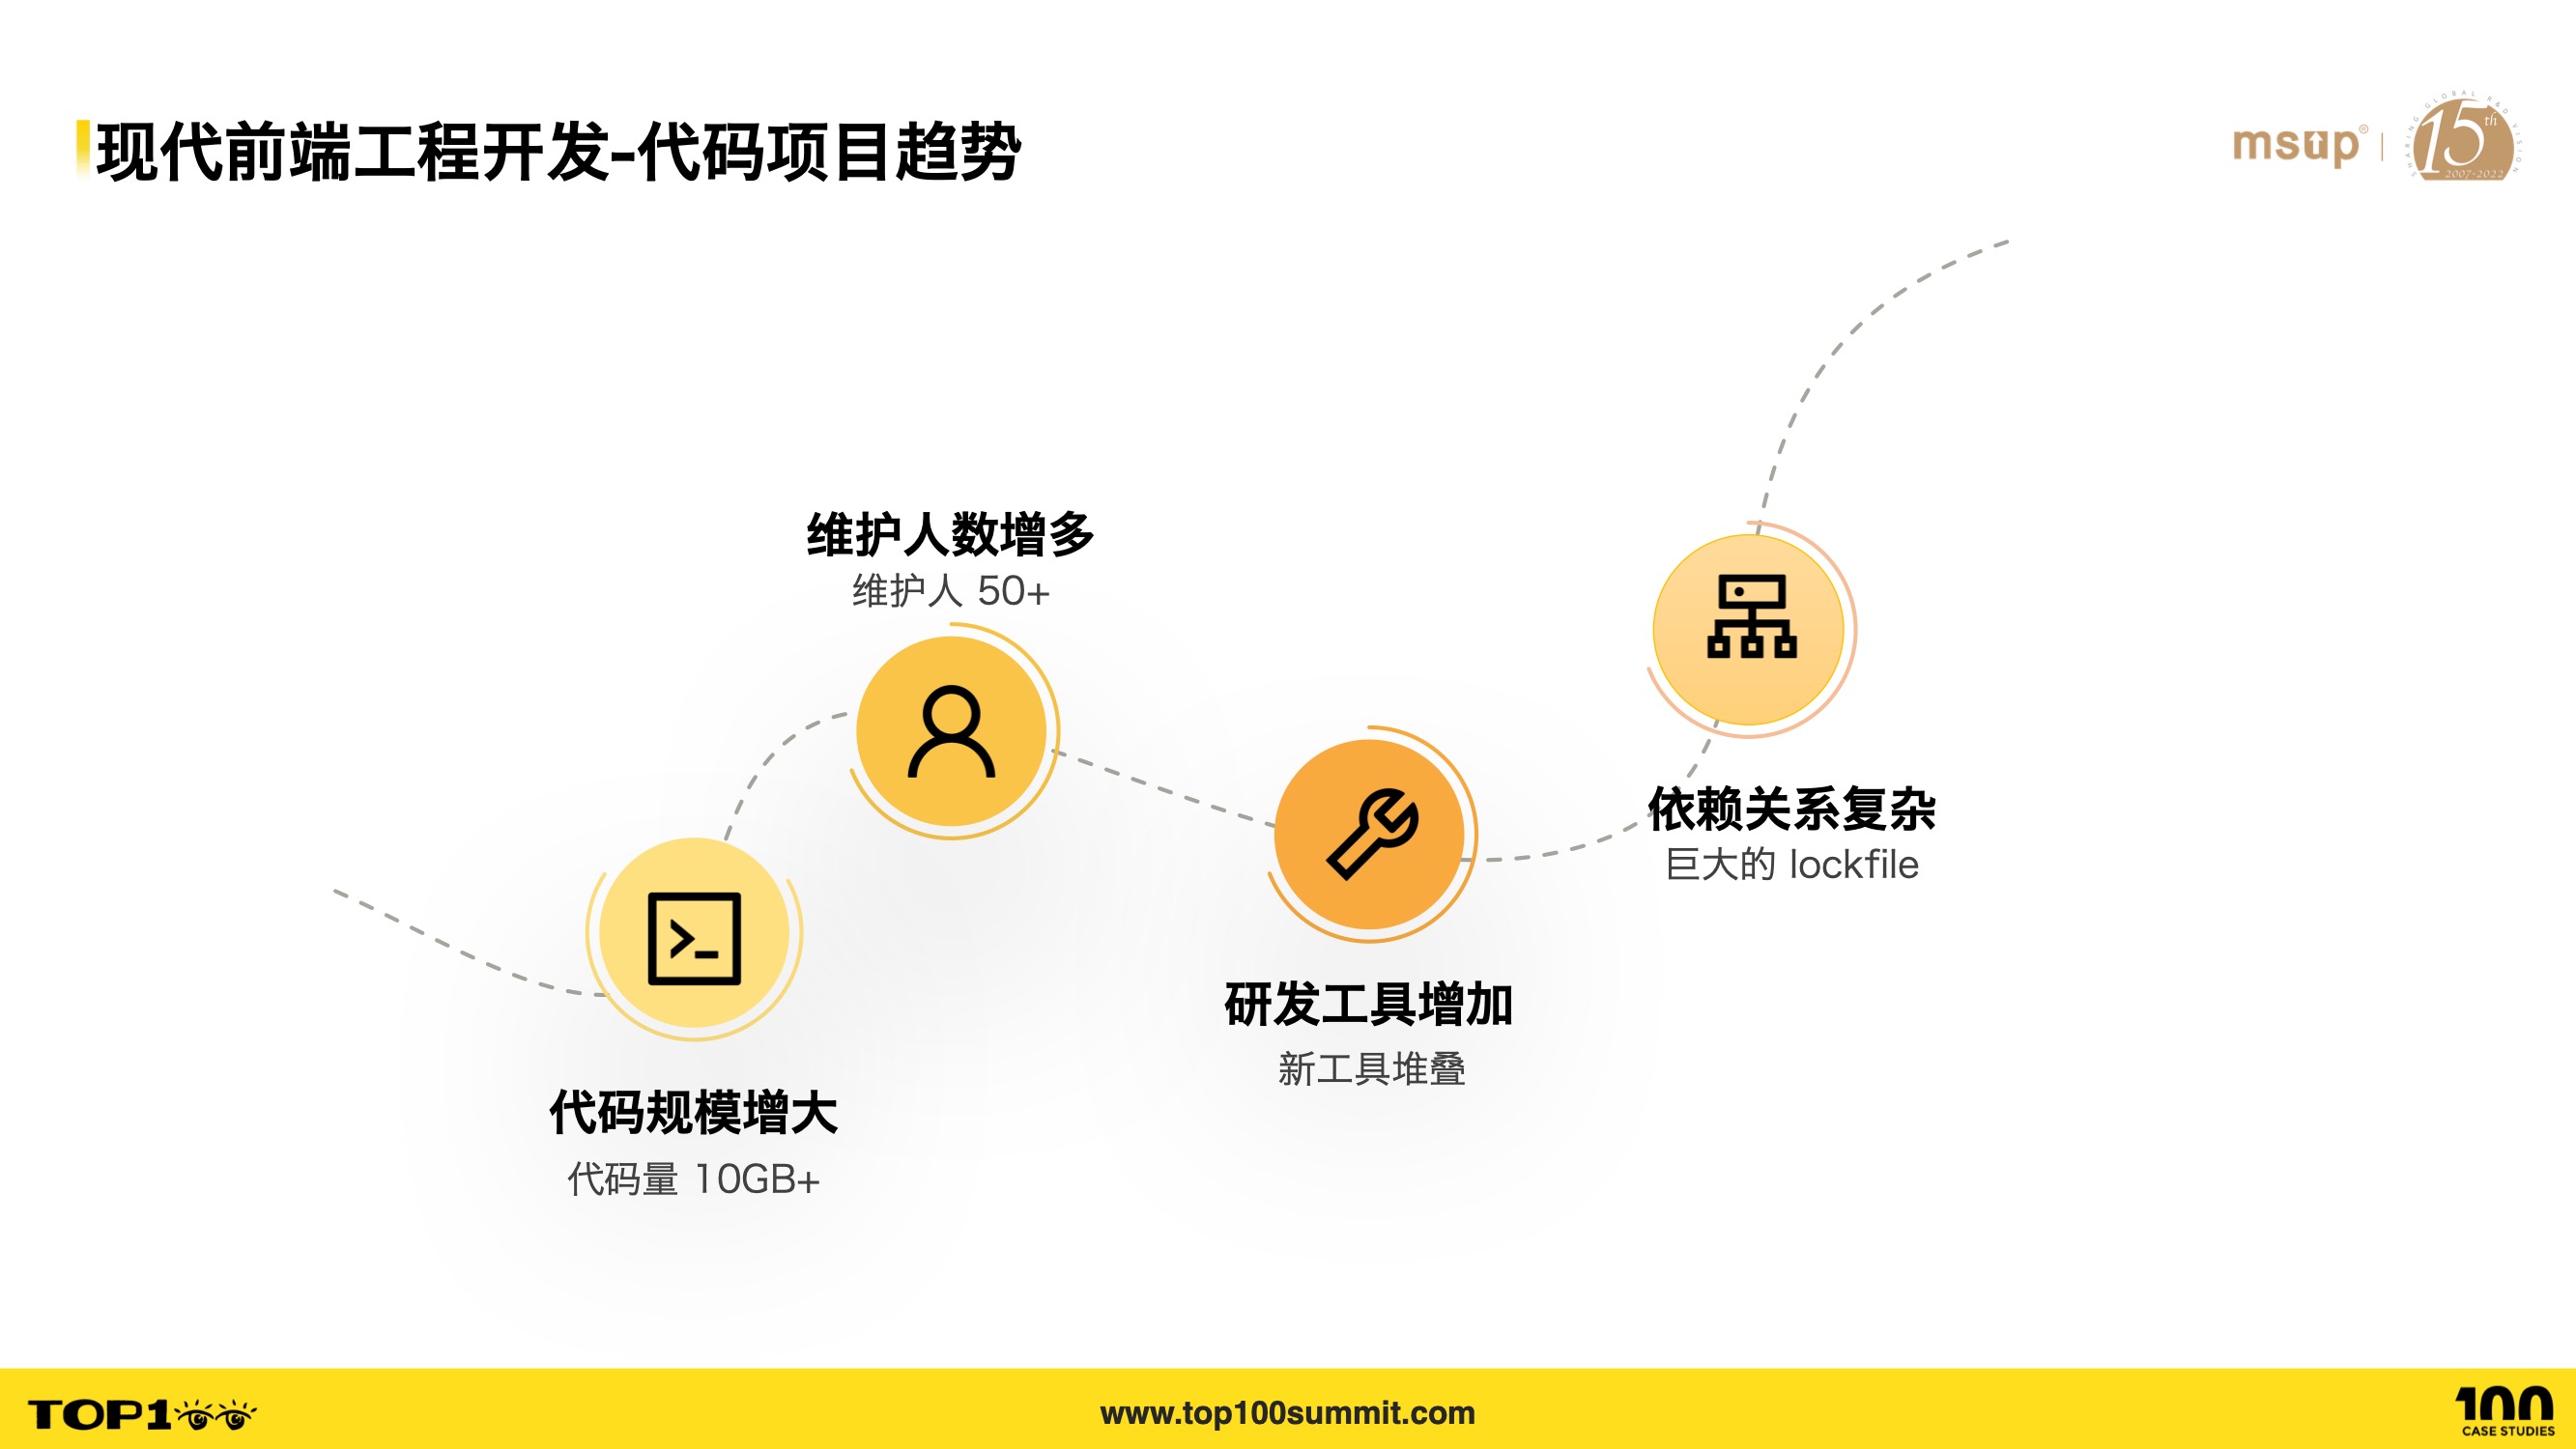 现代前端工程开发-代码项目趋势
msup®
SHARING GLOBAL R&D VISION
15th
2007-2022
维护人数增多
维护人 50+
依赖关系复杂
巨大的 lockfile
研发工具增加
新工具堆叠
代码规模增大
代码量 10GB+
TOP100
www.top100summit.com
100
CASE STUDIES